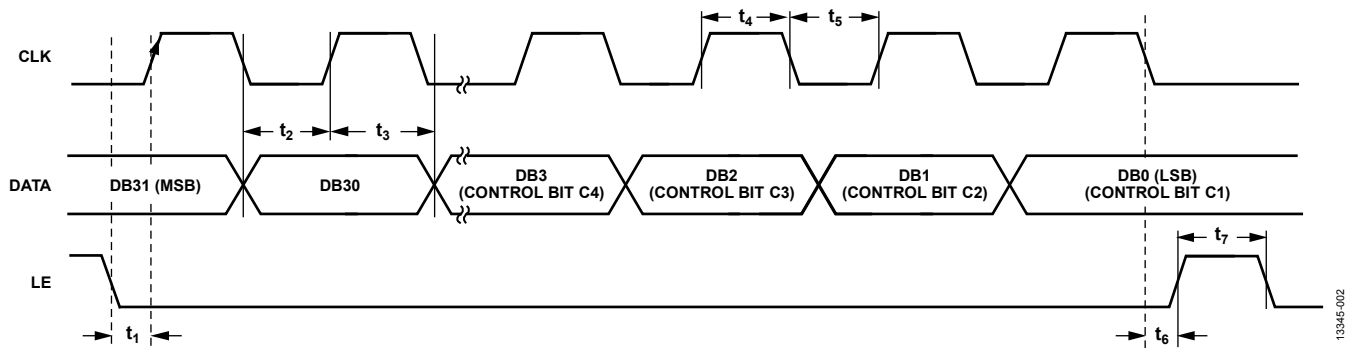 t4
t5
CLK
t2
t3
DATA
DB31 (MSB)
DB30
DB3
(CONTROL BIT C4)
DB2
(CONTROL BIT C3)
DB1
(CONTROL BIT C2)
DB0 (LSB)
(CONTROL BIT C1)
t7
LE
t1
t6
13345-002